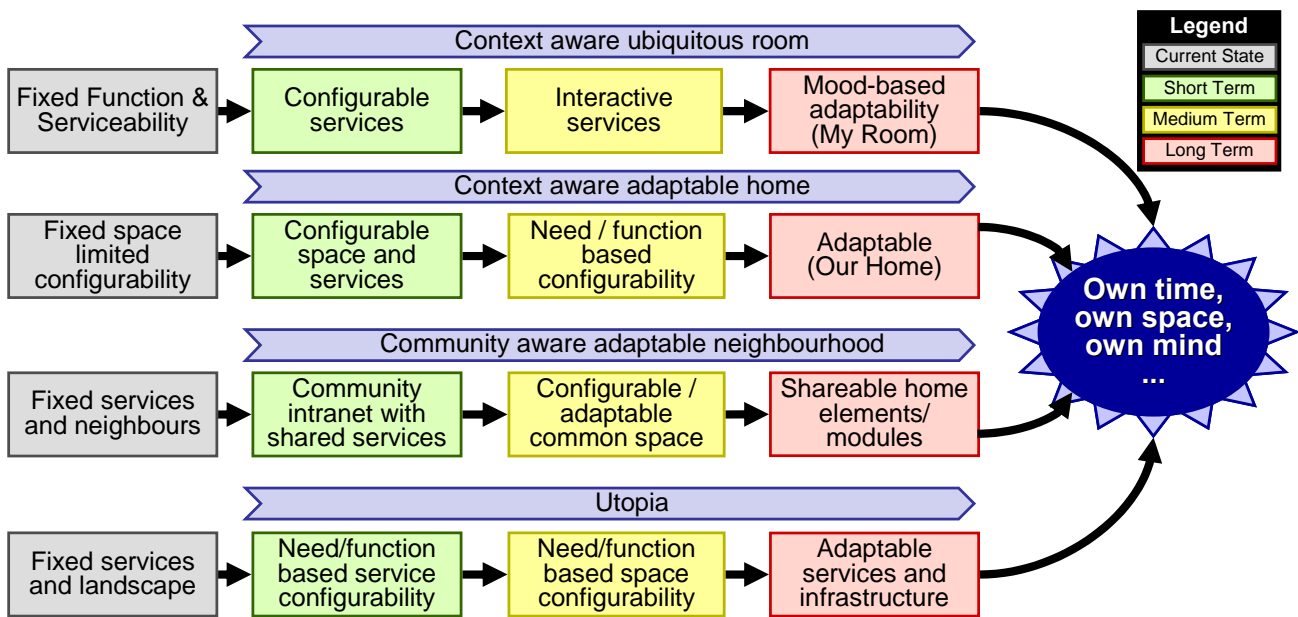 Context aware ubiquitous room
Legend
Current State
Short Term
Medium Term
Long Term
Fixed Function &
Serviceability
Configurable
services
Interactive
services
Mood-based
adaptability
(My Room)
Context aware adaptable home
Fixed space
limited
configurability
Configurable
space and
services
Need / function
based
configurability
Adaptable
(Our Home)
Own time,
own space,
own mind
...
Community aware adaptable neighbourhood
Fixed services
and neighbours
Community
intranet with
shared services
Configurable /
adaptable
common space
Shareable home
elements/
modules
Utopia
Fixed services
and landscape
Need/function
based service
configurability
Need/function
based space
configurability
Adaptable
services and
infrastructure